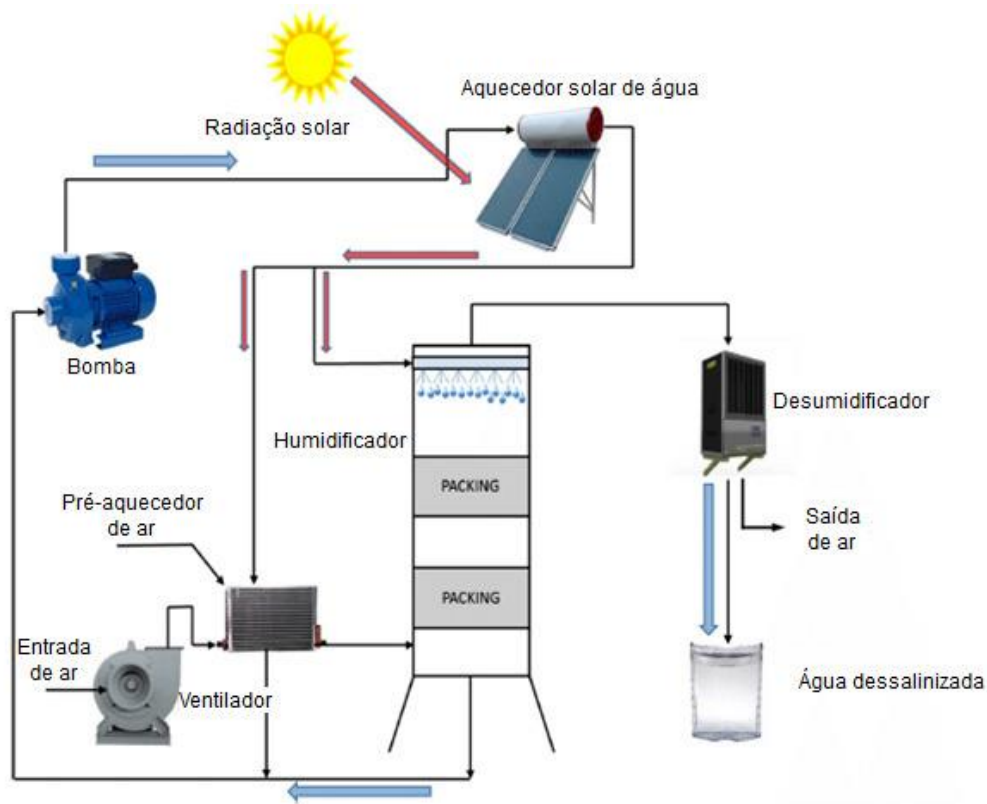 Aquecedor solar de água
Radiação solar
Bomba
Desumidificador
Humidificador
PACKING
Pré-aquecedor
de ar
Saída
de ar
PACKING
Entrada
de ar
Ventilador
Água dessalinizada